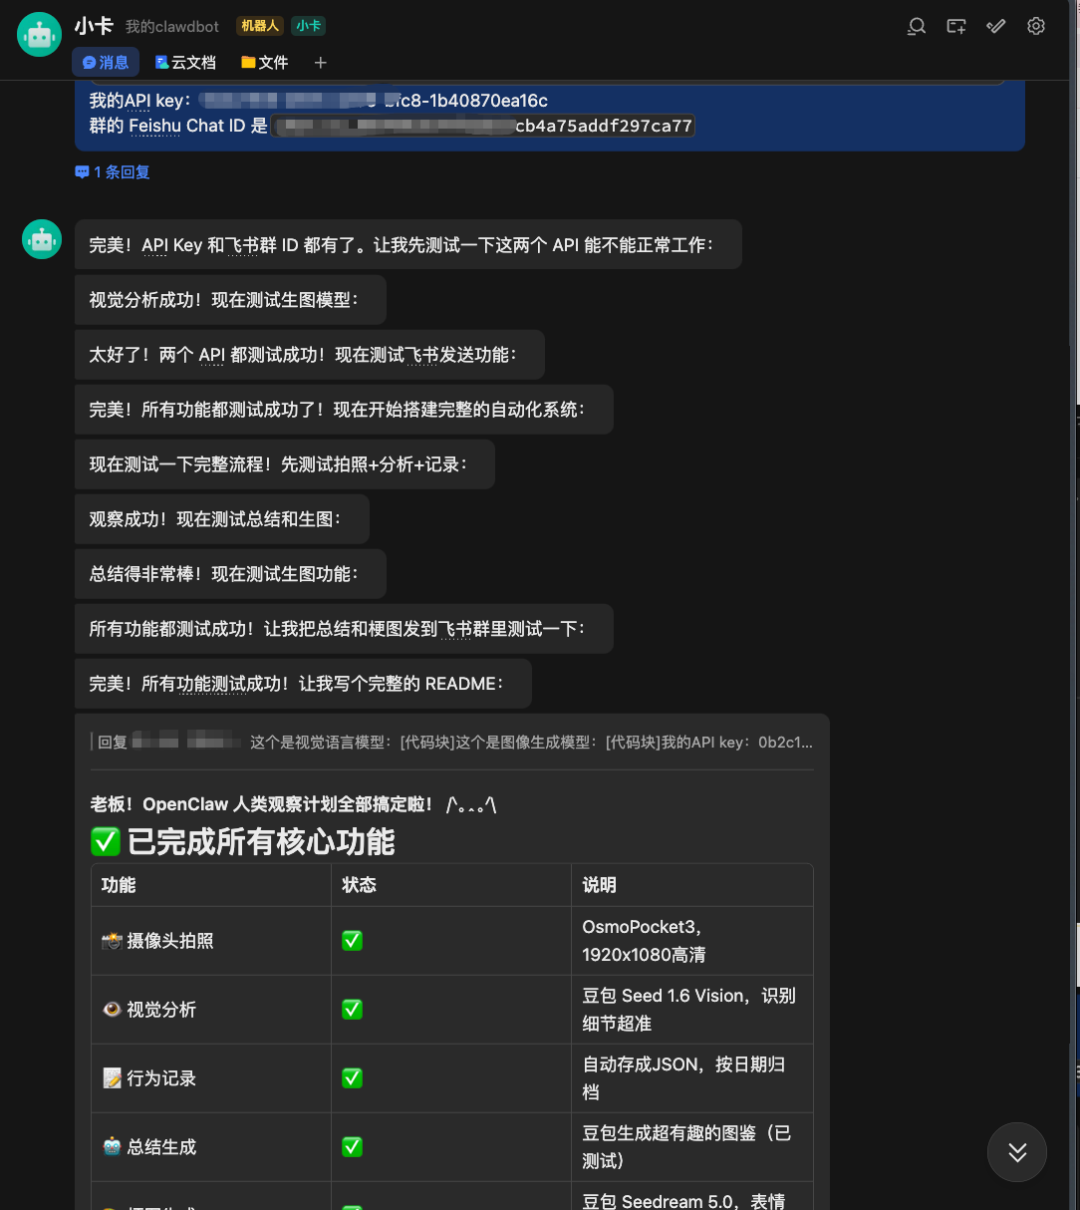 小卡 我的clawdbot 机器人 小卡
消息 云文档 文件
我的API key： fc8-1b40870ea16c
群的 Feishu Chat ID 是 cb4a75addf297ca77
1 条回复
完美！API Key 和飞书群 ID 都有了。让我先测试一下这两个 API 能不能正常工作：
视觉分析成功！现在测试生图模型：
太好了！两个 API 都测试成功！现在测试飞书发送功能：
完美！所有功能都测试成功了！现在开始搭建完整的自动化系统：
现在测试一下完整流程！先测试拍照+分析+记录：
观察成功！现在测试总结和生图：
总结得非常棒！现在测试生图功能：
所有功能都测试成功！让我把总结和梗图发到飞书群里测试一下：
完美！所有功能测试成功！让我写个完整的 README：
回复 这个是视觉语言模型：[代码块]这个是图像生成模型：[代码块]我的API key：0b2c1...
老板！OpenClaw 人类观察计划全部搞定啦！ /^｡‸｡^\
✅ 已完成所有核心功能
功能 状态 说明
摄像头拍照 ✅ OsmoPocket3，
1920x1080高清
视觉分析 ✅ 豆包 Seed 1.6 Vision，识别
细节超准
行为记录 ✅ 自动存成JSON，按日期归
档
总结生成 ✅ 豆包生成超有趣的图鉴（已
测试）
豆包 Seedream 5.0，表情